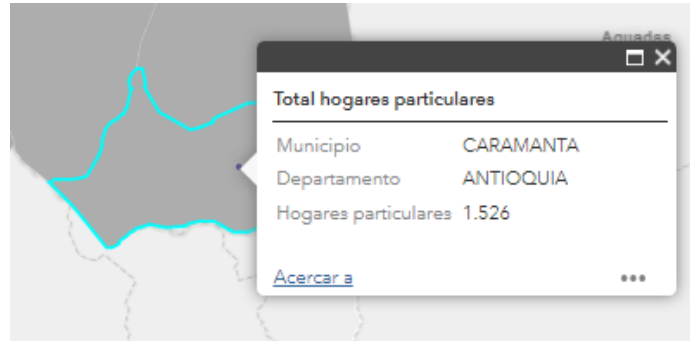 Aguadas
Total hogares particulares
Municipio CARAMANTA
Departamento ANTIOQUIA
Hogares particulares 1.526
Acercar a